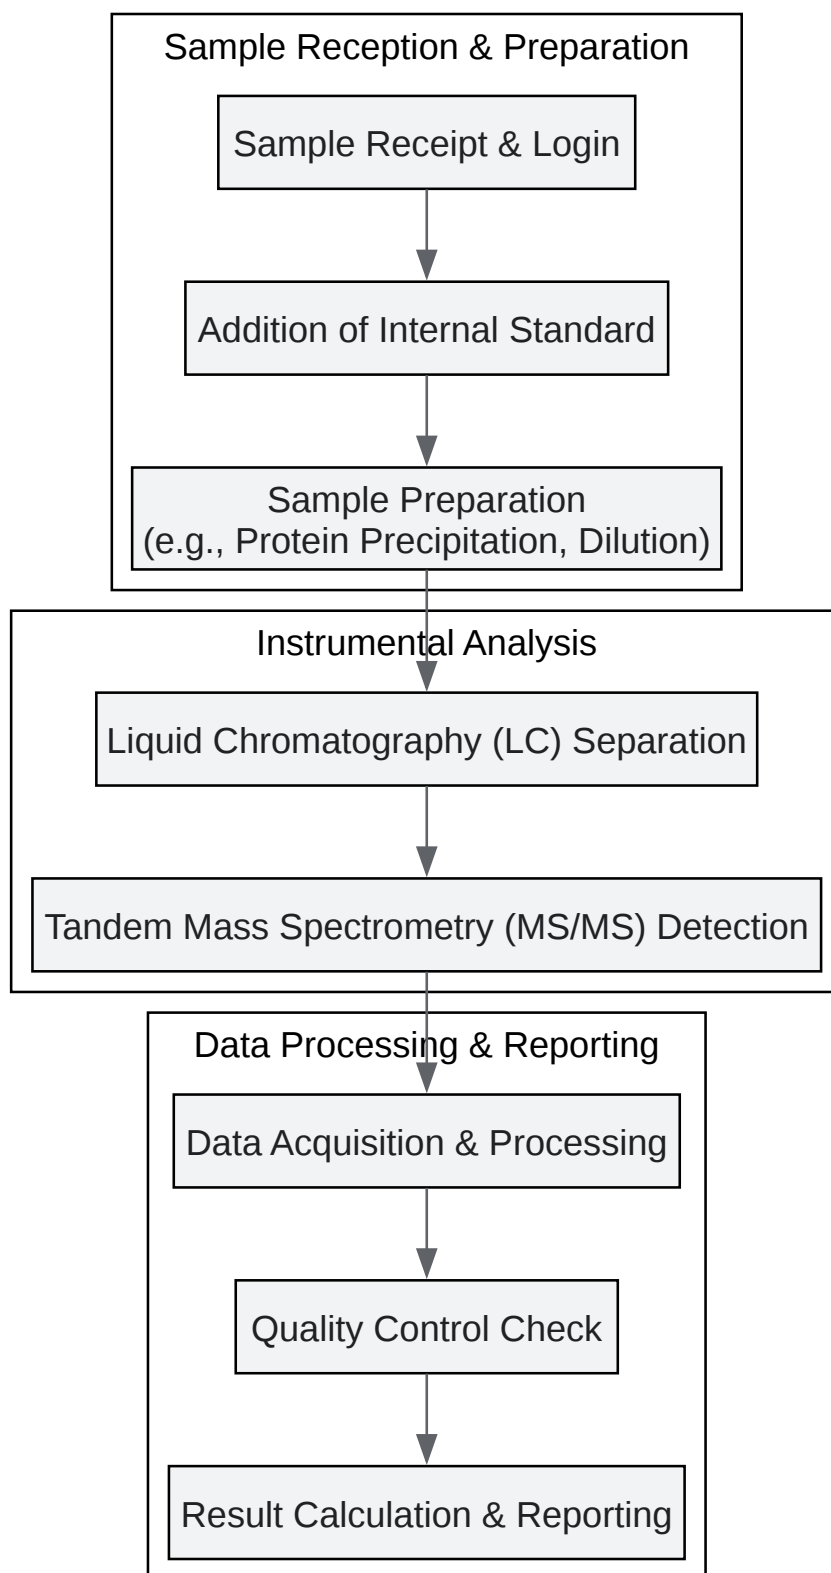 Sample Reception & Preparation
Sample Receipt & Login
Addition of Internal Standard
Sample Preparation
(e.g., Protein Precipitation, Dilution)
Instrumental Analysis
Liquid Chromatography (LC) Separation
Tandem Mass Spectrometry (MS/MS) Detection
Data Processing & Reporting
Data Acquisition & Processing
Quality Control Check
Result Calculation & Reporting